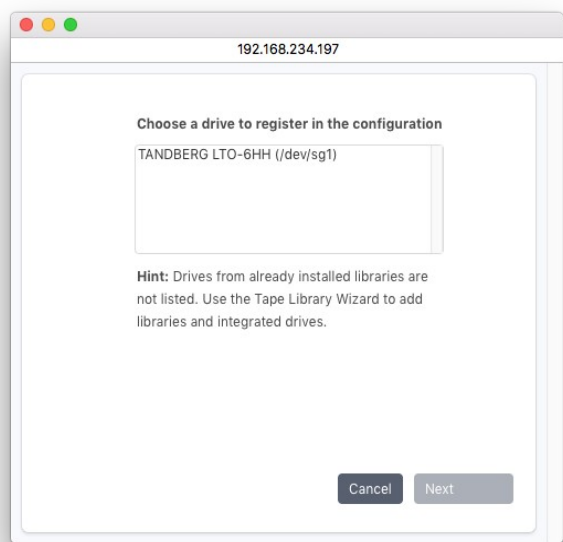 192.168.234.197
Choose a drive to register in the configuration
TANDBERG LTO-6HH (/dev/sg1)
Hint: Drives from already installed libraries are
not listed. Use the Tape Library Wizard to add
libraries and integrated drives.
Cancel Next